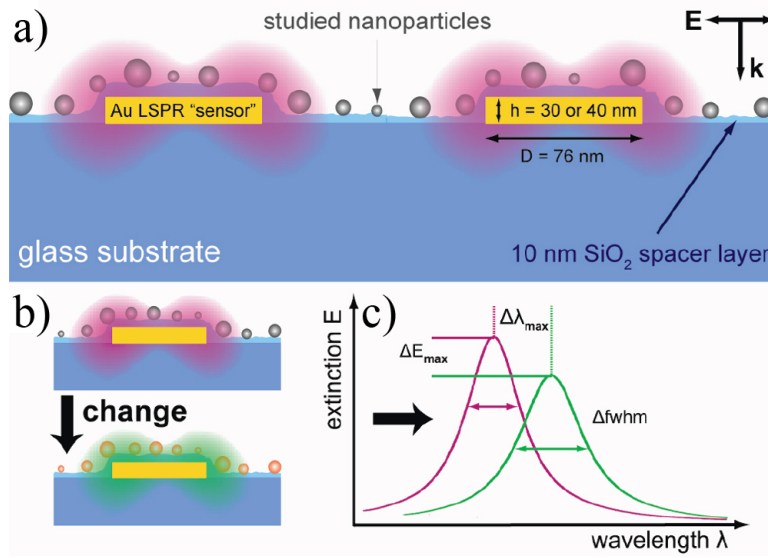 a)
studied nanoparticles
E
k
Au LSPR "sensor"
h = 30 or 40 nm
D = 76 nm
glass substrate
10 nm SiO₂ spacer layer
b)
change
c)
extinction E
Δλmax
ΔEmax
Δfwhm
wavelength λ